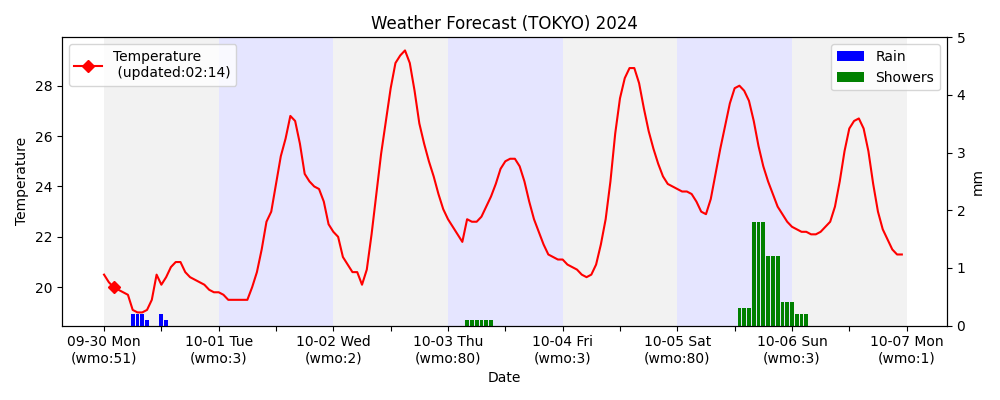 Weather Forecast (TOKYO) 2024
Temperature
(updated:02:14)
Rain
Showers
Temperature
28
26
24
22
20
5
4
3
2
1
0
mm
09-30 Mon
(wmo:51)
10-01 Tue
(wmo:3)
10-02 Wed
(wmo:2)
10-03 Thu
(wmo:80)
10-04 Fri
(wmo:3)
10-05 Sat
(wmo:80)
10-06 Sun
(wmo:3)
10-07 Mon
(wmo:1)
Date